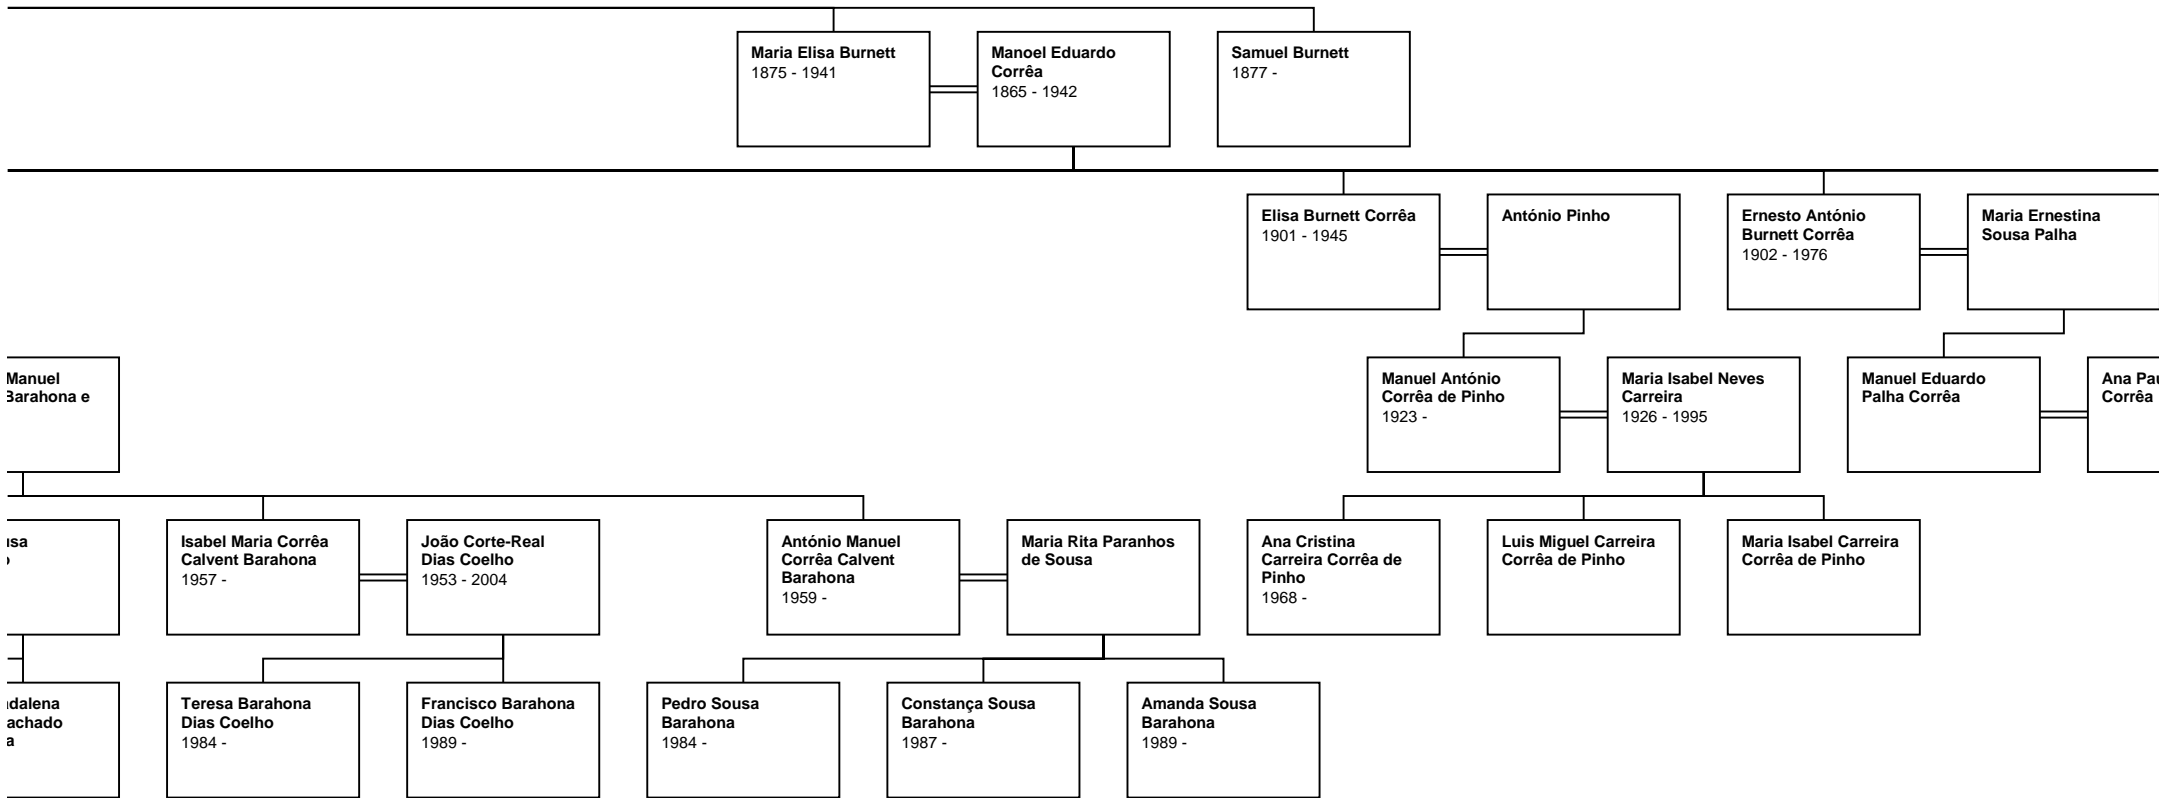 Maria Elisa Burnett
1875 - 1941
Manoel Eduardo
Corrêa
1865 - 1942
Samuel Burnett
1877 -
Elisa Burnett Corrêa
1901 - 1945
António Pinho
Ernesto António
Burnett Corrêa
1902 - 1976
Maria Ernestina
Sousa Palha
Manuel
Barahona e
Manuel António
Corrêa de Pinho
1923 -
Maria Isabel Neves
Carreira
1926 - 1995
Manuel Eduardo
Palha Corrêa
Ana
Corrêa
Isabel Maria Corrêa
Calvent Barahona
1957 -
João Corte-Real
Dias Coelho
1953 - 2004
António Manuel
Corrêa Calvent
Barahona
1959 -
Maria Rita Paranhos
de Sousa
Ana Cristina
Carreira Corrêa de
Pinho
1968 -
Luis Miguel Carreira
Corrêa de Pinho
Maria Isabel Carreira
Corrêa de Pinho
Teresa Barahona
Dias Coelho
1984 -
Francisco Barahona
Dias Coelho
1989 -
Pedro Sousa
Barahona
1984 -
Constança Sousa
Barahona
1987 -
Amanda Sousa
Barahona
1989 -